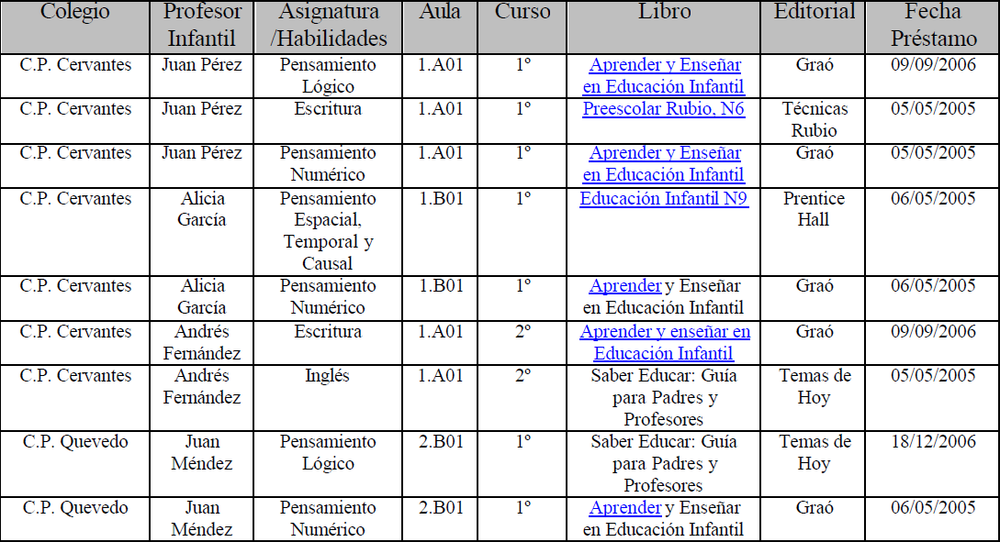 Colegio Profesor Infantil Asignatura /Habilidades Aula Curso Libro Editorial Fecha Préstamo
C.P. Cervantes Juan Pérez Pensamiento Lógico 1.A01 1º Aprender y Enseñar en Educación Infantil Graó 09/09/2006
C.P. Cervantes Juan Pérez Escritura 1.A01 1º Preescolar Rubio, N6 Técnicas Rubio 05/05/2005
C.P. Cervantes Juan Pérez Pensamiento Numérico 1.A01 1º Aprender y Enseñar en Educación Infantil Graó 05/05/2005
C.P. Cervantes Alicia García Pensamiento Espacial, Temporal y Causal 1.B01 1º Educación Infantil N9 Prentice Hall 06/05/2005
C.P. Cervantes Alicia García Pensamiento Numérico 1.B01 1º Aprender y Enseñar en Educación Infantil Graó 06/05/2005
C.P. Cervantes Andrés Fernández Escritura 1.A01 2º Aprender y enseñar en Educación Infantil Graó 09/09/2006
C.P. Cervantes Andrés Fernández Inglés 1.A01 2º Saber Educar: Guía para Padres y Profesores Temas de Hoy 05/05/2005
C.P. Quevedo Juan Méndez Pensamiento Lógico 2.B01 1º Saber Educar: Guía para Padres y Profesores Temas de Hoy 18/12/2006
C.P. Quevedo Juan Méndez Pensamiento Numérico 2.B01 1º Aprender y Enseñar en Educación Infantil Graó 06/05/2005